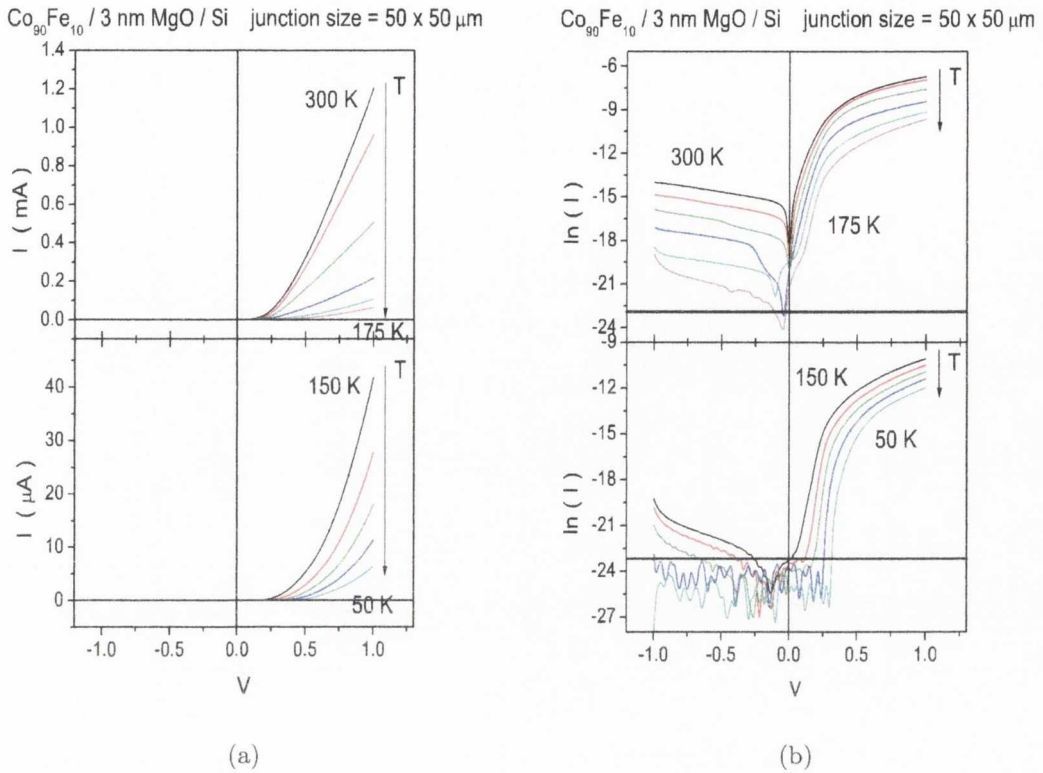 Co90Fe10 / 3 nm MgO / Si junction size = 50 x 50 μm
1.4
1.2
1.0
0.8
0.6
0.4
0.2
0.0
I ( mA )
300 K
T
175 K
40
30
20
10
0
I ( μA )
150 K
T
50 K
-1.0 -0.5 0.0 0.5 1.0
V
(a)
Co90Fe10 / 3 nm MgO / Si junction size = 50 x 50 μm
-6
-9
-12
-15
-18
-21
-24
ln ( I )
300 K
T
175 K
-9
-12
-15
-18
-21
-24
-27
ln ( I )
150 K
T
50 K
-1.0 -0.5 0.0 0.5 1.0
V
(b)